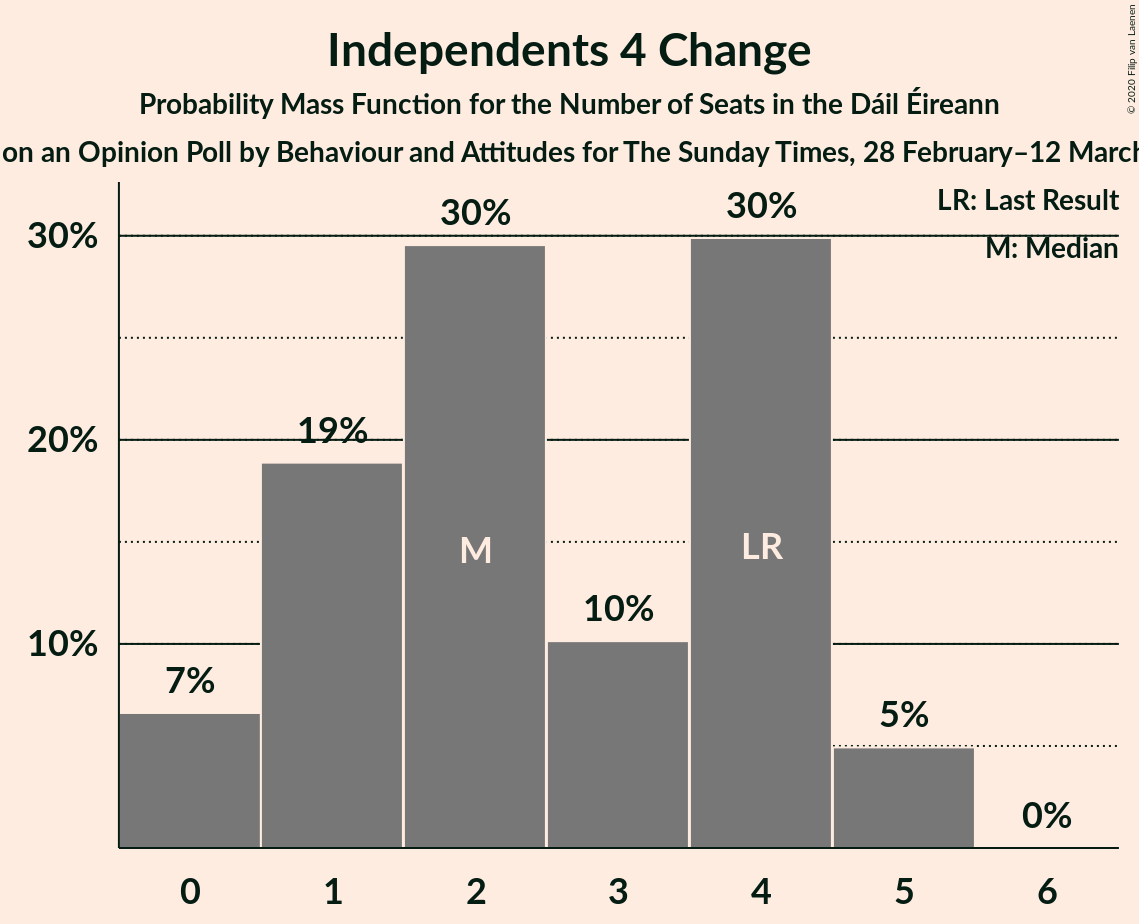 Independents 4 Change
Probability Mass Function for the Number of Seats in the Dáil Éireann
on an Opinion Poll by Behaviour and Attitudes for The Sunday Times, 28 February–12 March
© 2020 Filip van Laenen
LR: Last Result
M: Median
30%
20%
10%
7%
19%
30%
10%
30%
5%
0%
M
LR
0 1 2 3 4 5 6